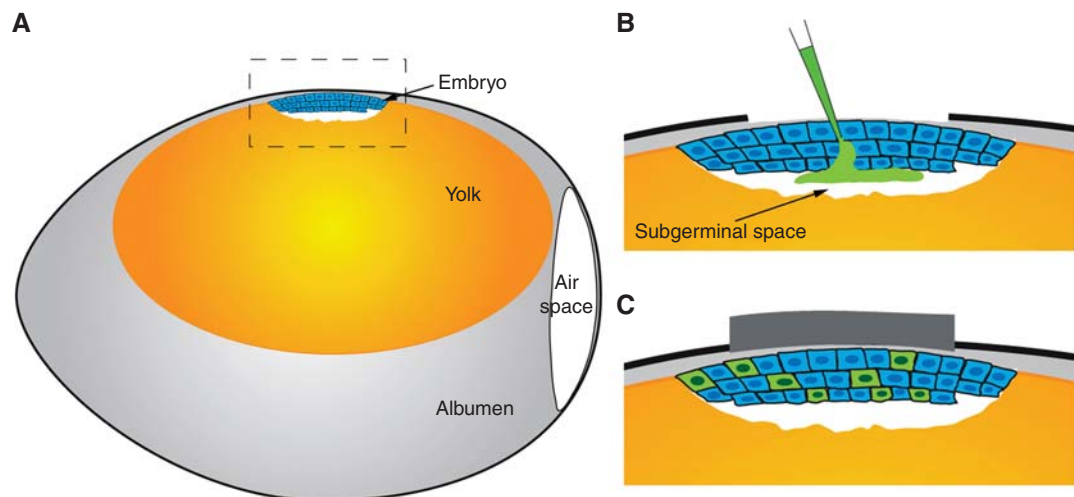 A
Embryo
Yolk
Air
space
Albumen
B
Subgerminal space
C